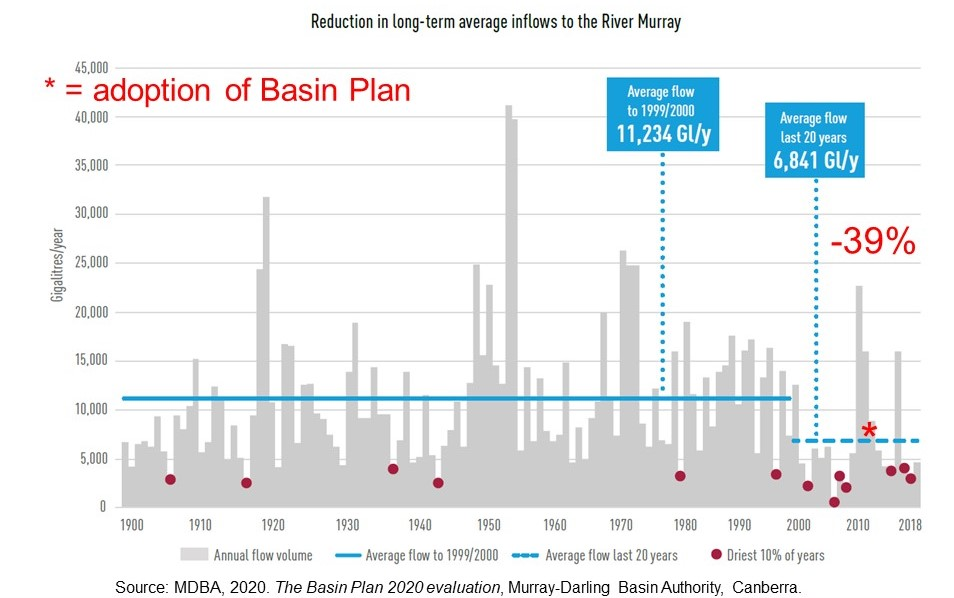 Reduction in long-term average inflows to the River Murray
* = adoption of Basin Plan
Gigalitres/year
45,000
40,000
35,000
30,000
25,000
20,000
15,000
10,000
5,000
0
Average flow
to 1999/2000
11,234 Gl/y
Average flow
last 20 years
6,841 Gl/y
-39%
*
1900 1910 1920 1930 1940 1950 1960 1970 1980 1990 2000 2010 2018
Annual flow volume Average flow to 1999/2000 Average flow last 20 years Driest 10% of years
Source: MDBA, 2020. The Basin Plan 2020 evaluation, Murray-Darling Basin Authority, Canberra.